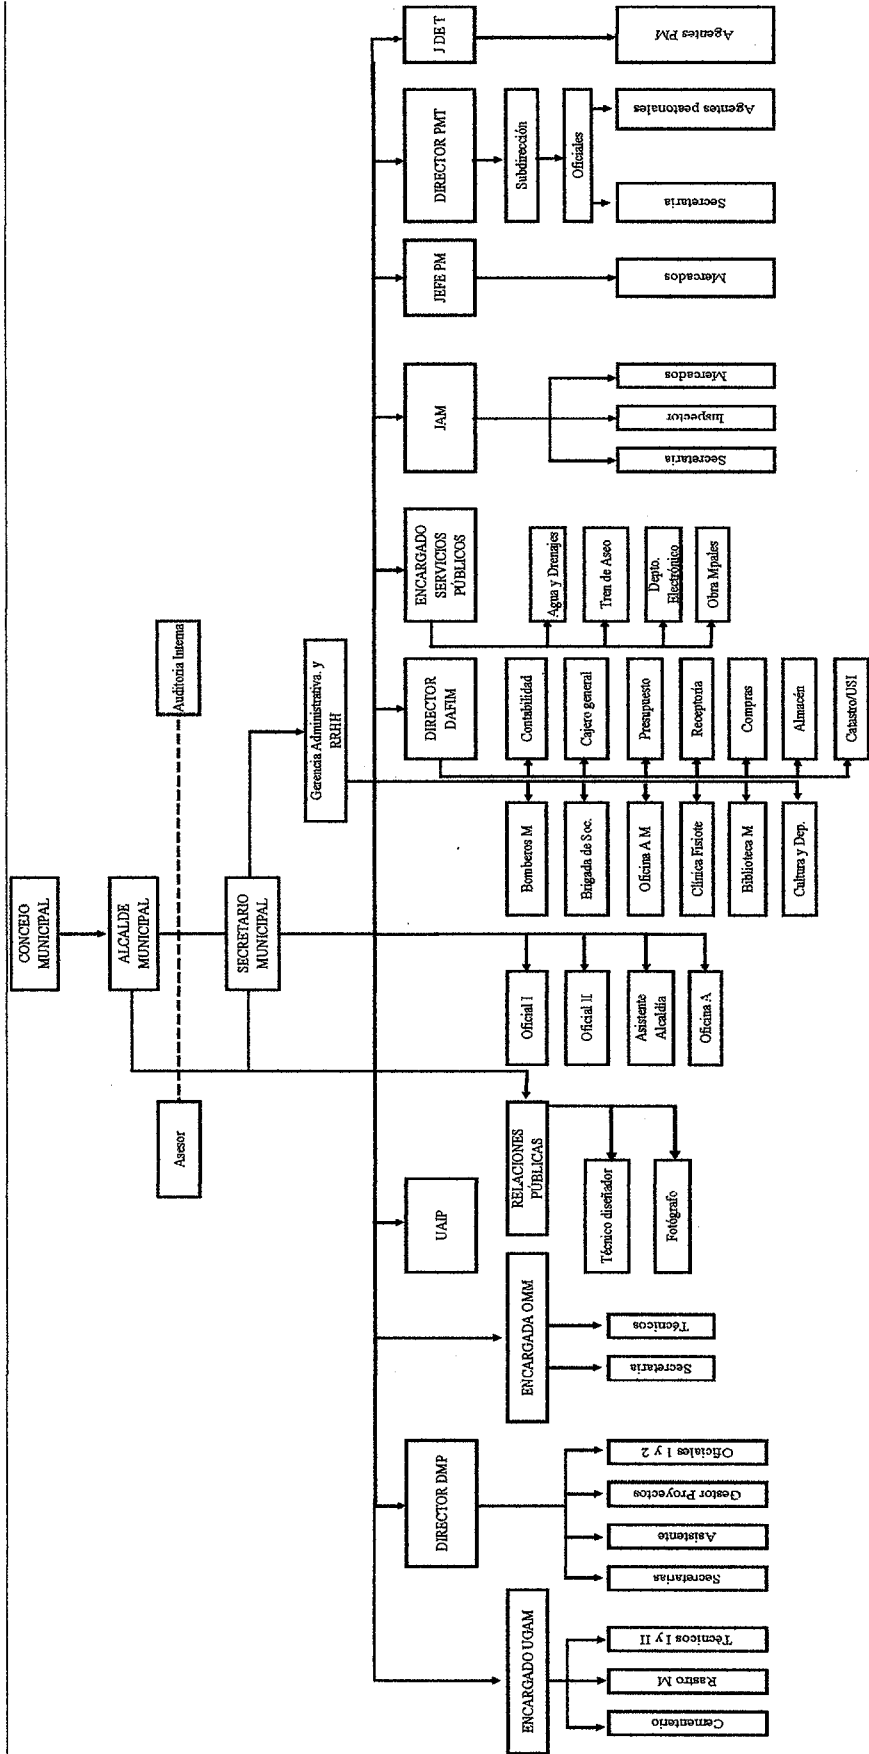 CONCEJO
MUNICIPAL
ALCALDE
MUNICIPAL
Asesor
Auditoria Interna
SECRETARIO
MUNICIPAL
Gerencia Administrativa. y
RRHH
ENCARGADO UGAM
Cementerio
Rastro M
Técnicos I y II
DIRECTOR DMP
Secretarias
Asistente
Gestor Proyectos
Oficiales 1 y 2
ENCARGADA OMM
Secretaria
Técnicos
UAIP
RELACIONES
PÚBLICAS
Técnico diseñador
Fotógrafo
Oficial I
Oficial II
Asistente
Alcaldía
Oficina A
Bomberos M
Brigada de Soc.
Oficina A M
Clínica Fisiote
Biblioteca M
Cultura y Dep.
DIRECTOR
DAFIM
Contabilidad
Cajero general
Presupuesto
Receptoría
Compras
Almacén
Catastro/USI
ENCARGADO
SERVICIOS
PÚBLICOS
Agua y Drenajes
Tren de Aseo
Depto.
Electrónico
Obra Mpales
JAM
Secretaria
Inspector
Mercados
JEFE PM
Mercados
DIRECTOR PMT
Subdirección
Oficiales
Secretaria
Agentes peatonales
J DE T
Agentes PM